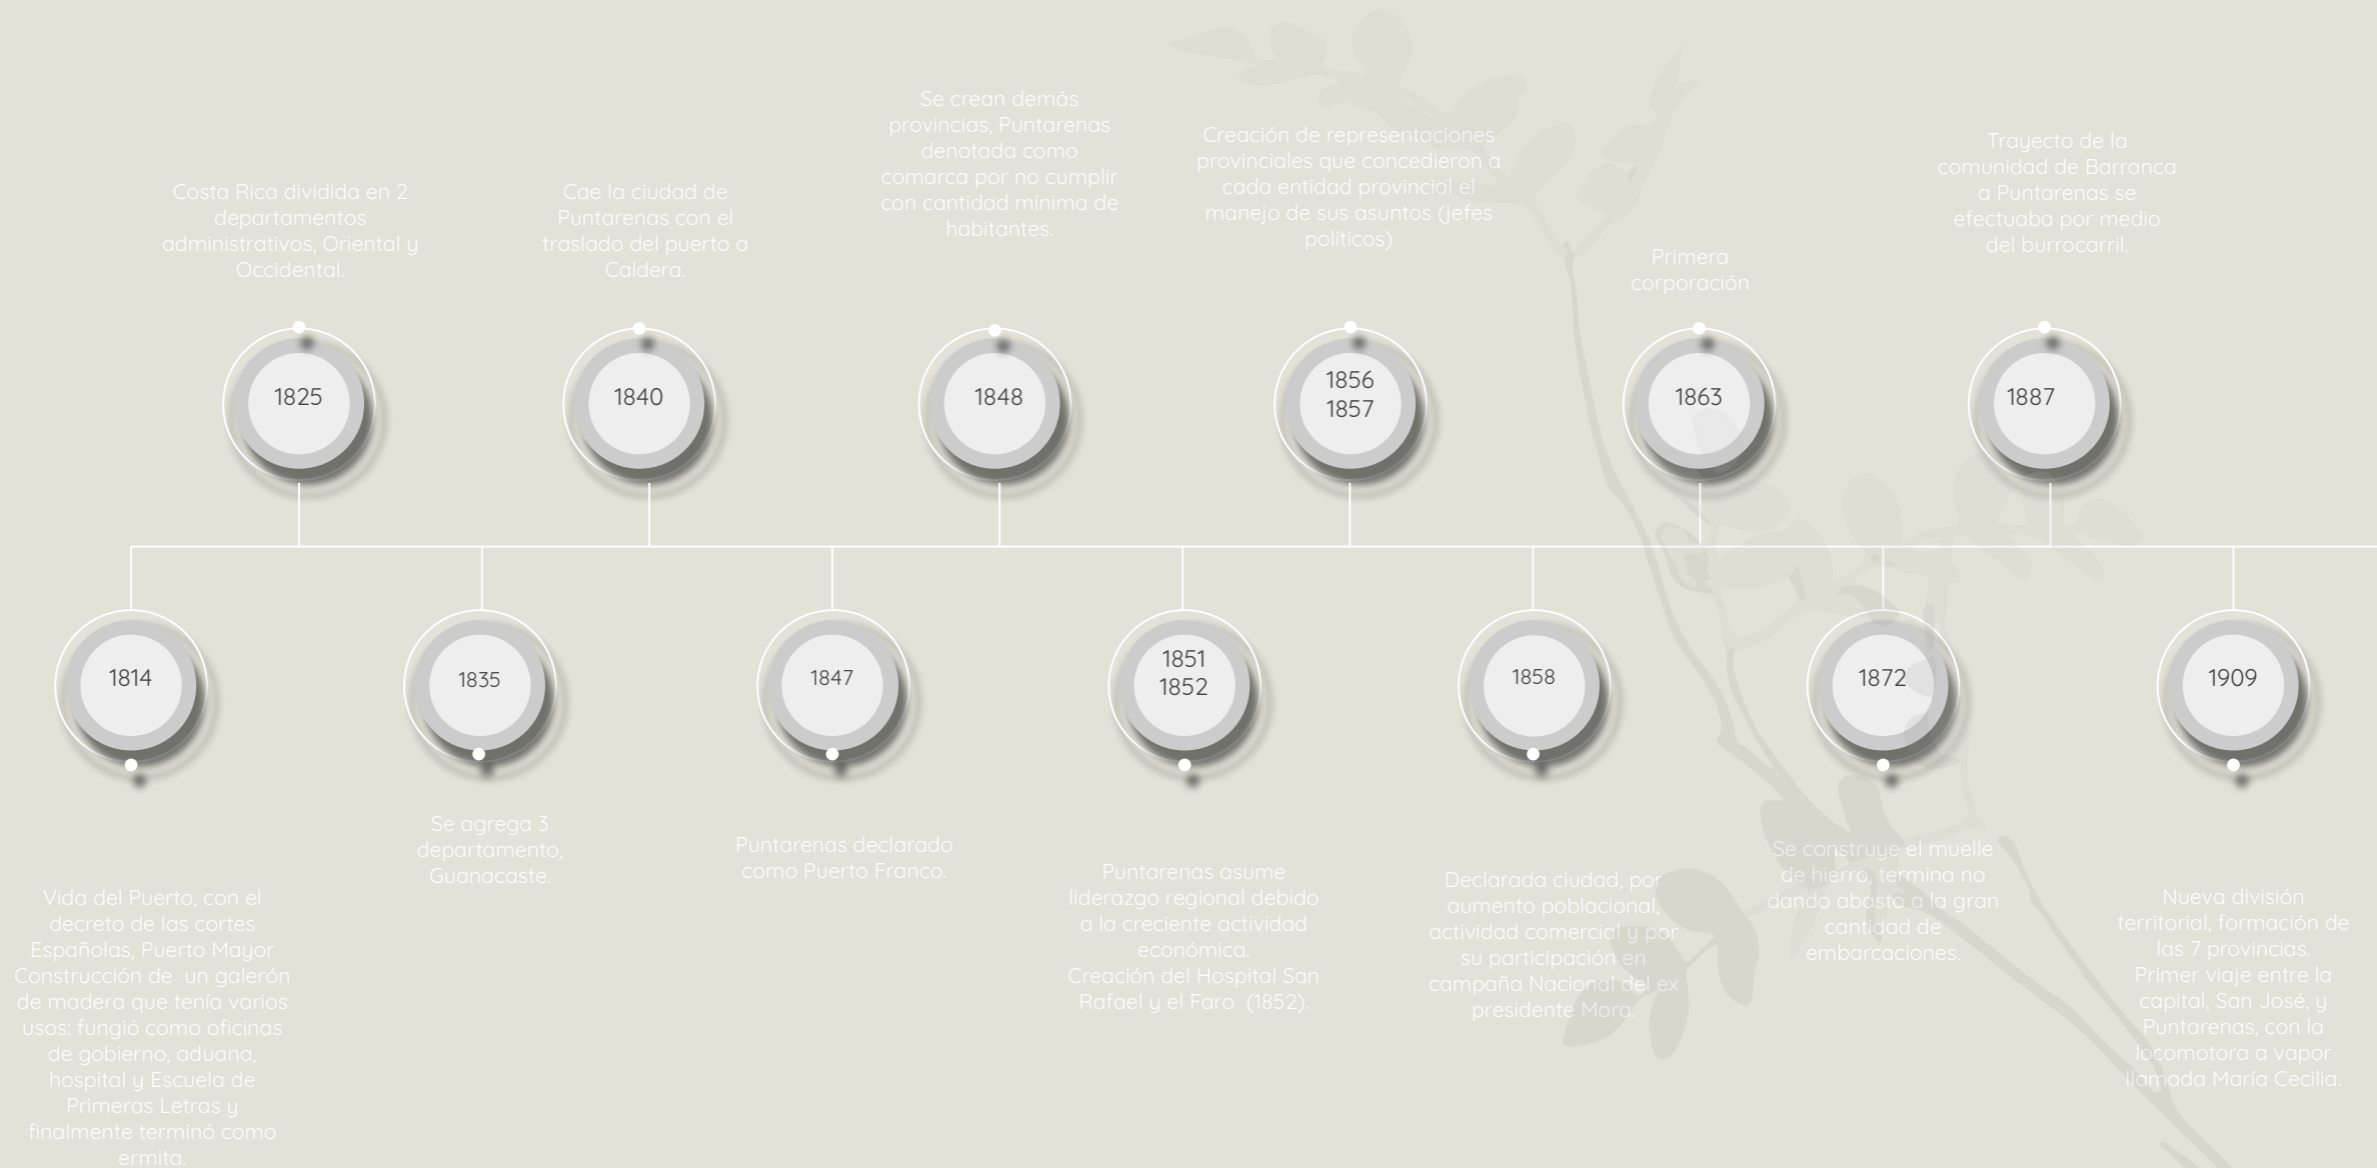 1814
Vida del Puerto, con el
decreto de las cortes
Españolas, Puerto Mayor
Construcción de  un galerón
de madera que tenía varios
usos: fungió como oficinas
de gobierno, aduana,
hospital y Escuela de
Primeras Letras y
finalmente terminó como
ermita.
Costa Rica dividida en 2
departamentos
administrativos, Oriental y
Occidental.
1825
1835
Se agrega 3
departamento,
Guanacaste.
Cae la ciudad de
Puntarenas con el
traslado del puerto a
Caldera.
1840
1847
Puntarenas declarado
como Puerto Franco.
Se crean demás
provincias, Puntarenas
denotada como
comarca por no cumplir
con cantidad mínima de
habitantes.
1848
1851
1852
Puntarenas asume
liderazgo regional debido
a la creciente actividad
económica.
Creación del Hospital San
Rafael y el Faro  (1852).
Creación de representaciones
provinciales que concedieron a
cada entidad provincial el
manejo de sus asuntos (jefes
políticos)
1856
1857
1858
Declarada ciudad, por
aumento poblacional,
actividad comercial y por
su participación en
campaña Nacional del ex
presidente Mora.
Primera
corporación
1863
1872
Se construye el muelle
de hierro, termina no
dando abasto a la gran
cantidad de
embarcaciones.
Trayecto de la
comunidad de Barranca
a Puntarenas se
efectuaba por medio
del burrocarril.
1887
1909
Nueva división
territorial, formación de
las 7 provincias.
Primer viaje entre la
capital, San José, y
Puntarenas, con la
locomotora a vapor
llamada María Cecilia.